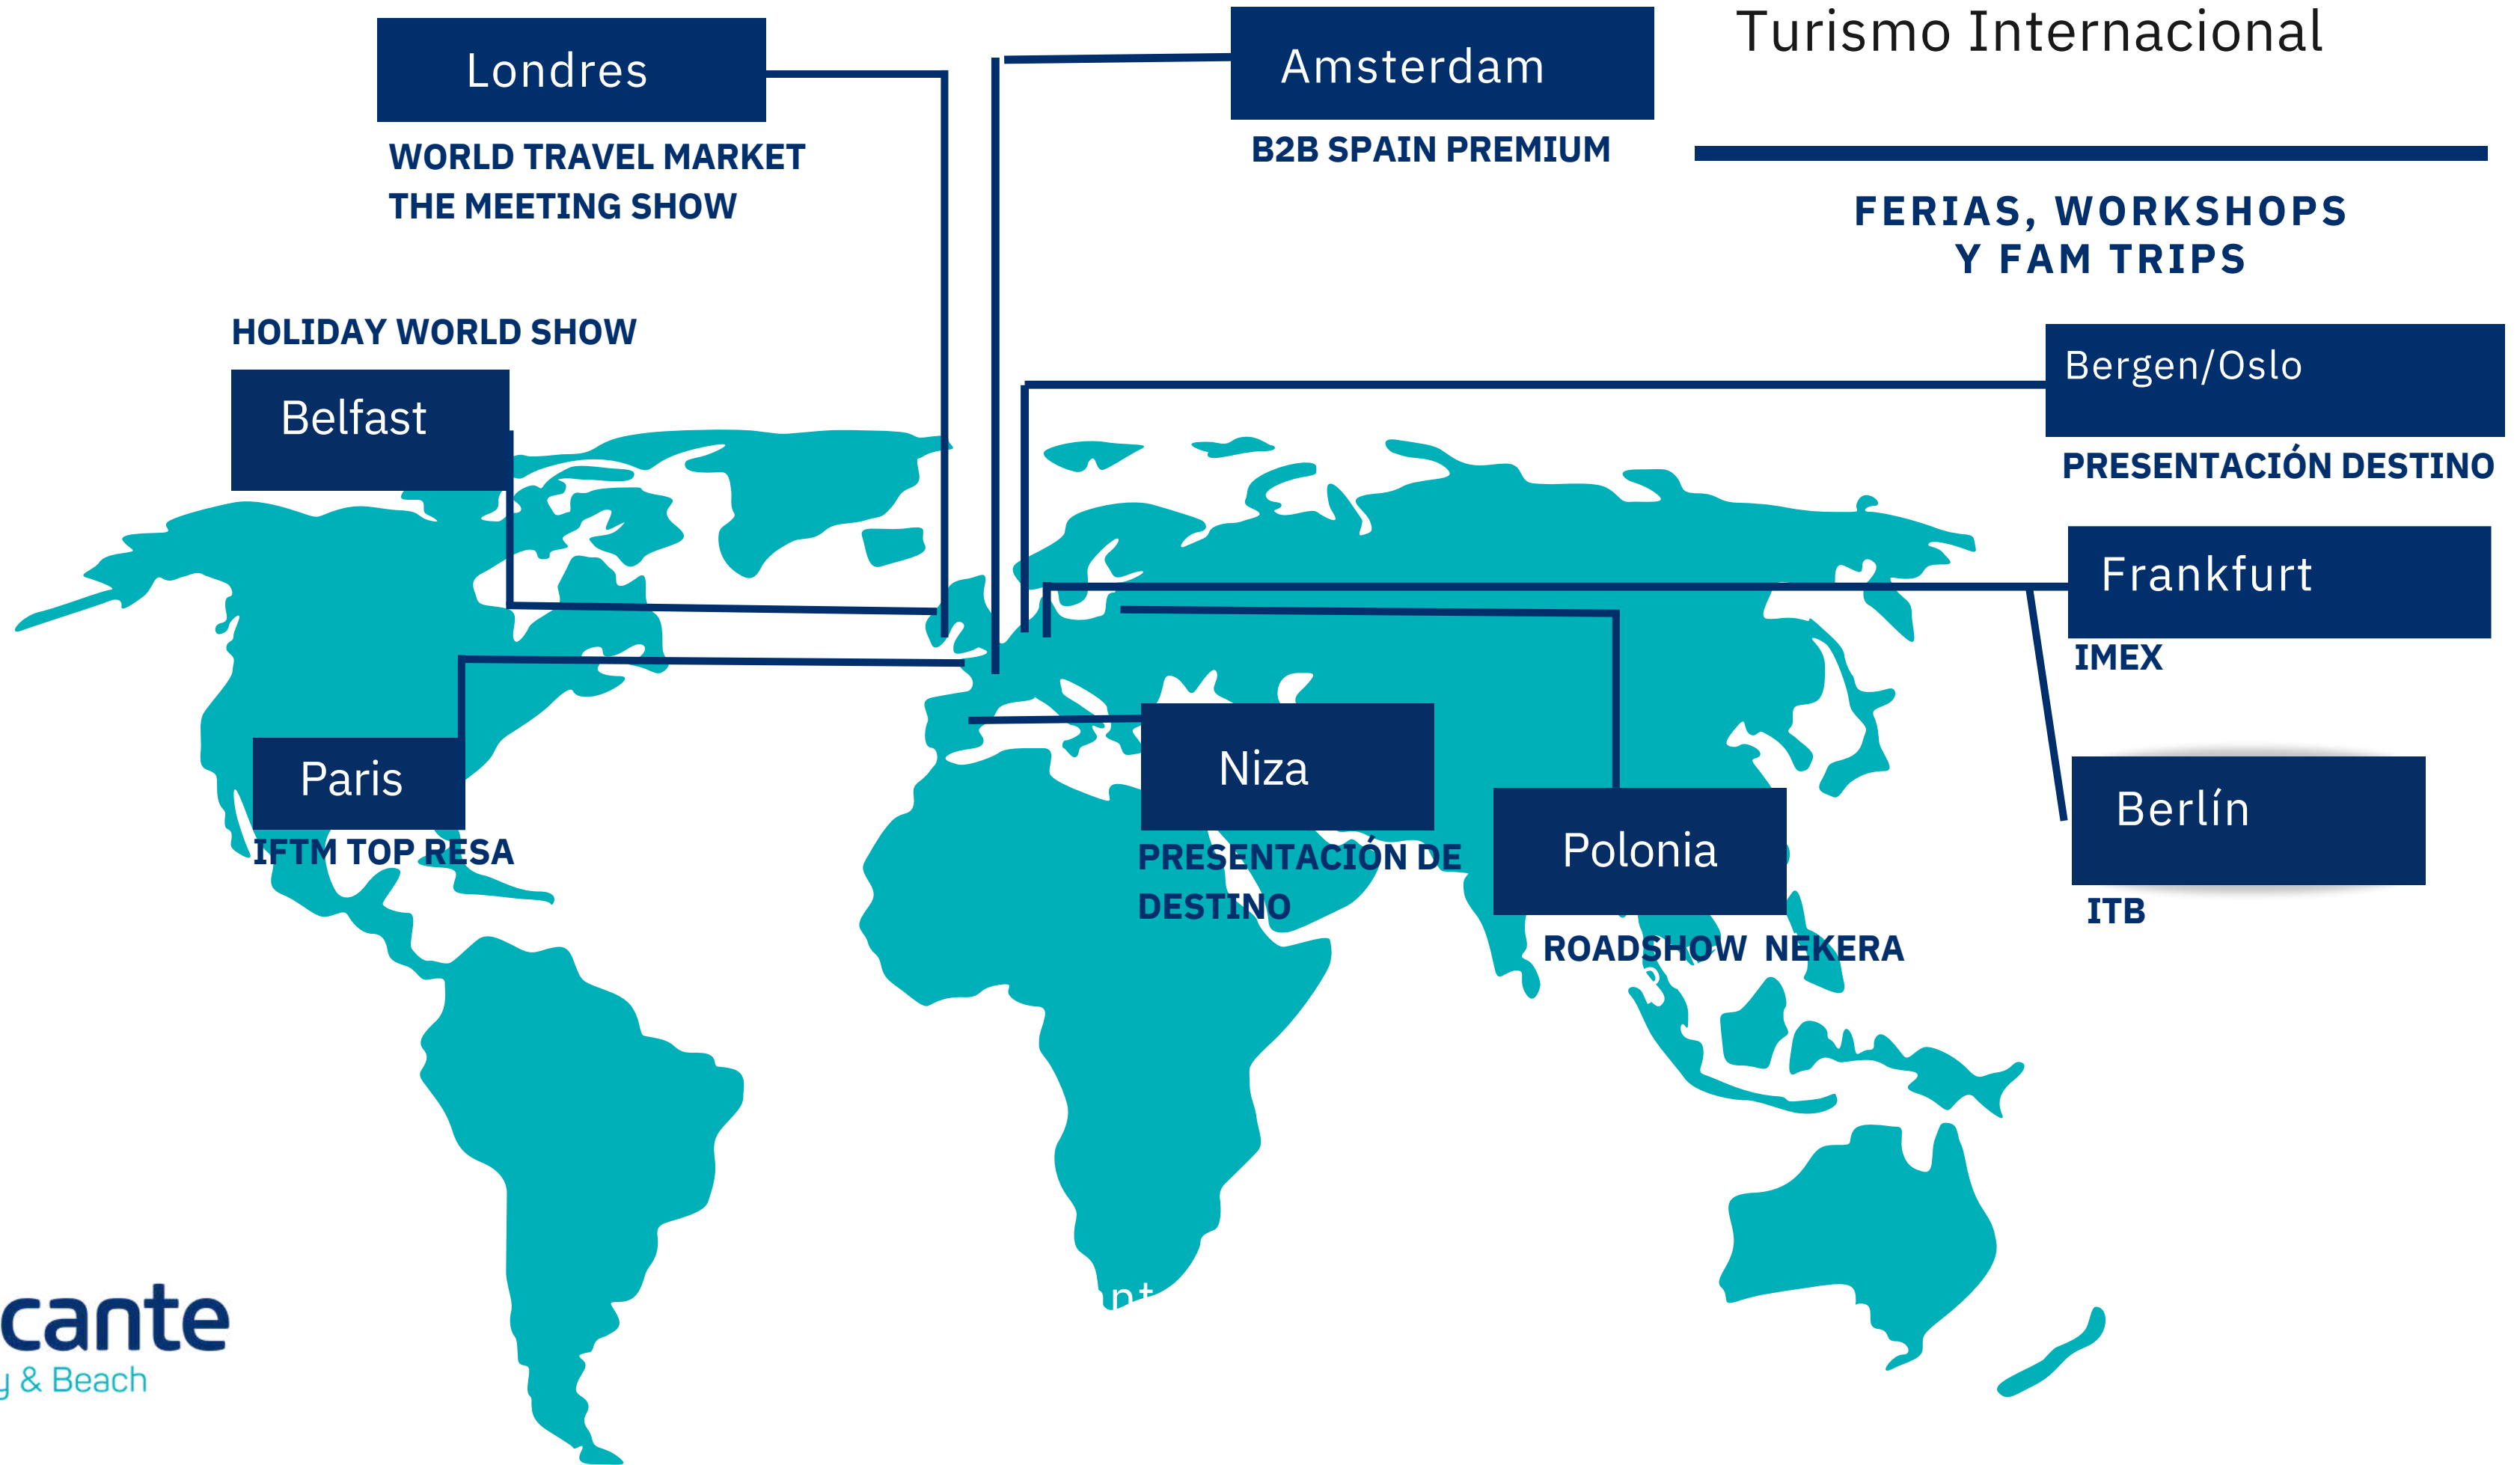 Turismo Internacional
FERIAS, WORKSHOPS
Y FAM TRIPS
Londres
WORLD TRAVEL MARKET
THE MEETING SHOW
Amsterdam
B2B SPAIN PREMIUM
HOLIDAY WORLD SHOW
Belfast
Bergen/Oslo
PRESENTACIÓN DESTINO
Frankfurt
IMEX
Paris
IFTM TOP RESA
Niza
PRESENTACIÓN DE
DESTINO
Polonia
ROADSHOW NEKERA
Berlín
ITB
cante
y & Beach